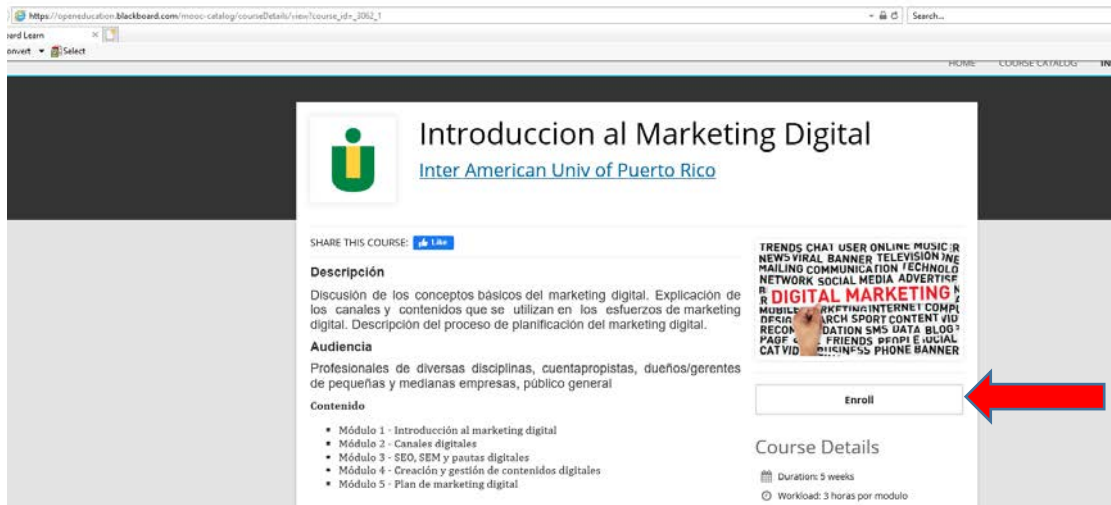 https://openeducation.blackboard.com/mooc-catalog/courseDetails/view?course_id=_3062_1
Search...
ard Learn
onvert Select
HOME COURSE CATALOG IN
Introduccion al Marketing Digital
Inter American Univ of Puerto Rico
SHARE THIS COURSE: Like
Descripción
Discusión de los conceptos básicos del marketing digital. Explicación de
los canales y contenidos que se utilizan en los esfuerzos de marketing
digital. Descripción del proceso de planificación del marketing digital.
Audiencia
Profesionales de diversas disciplinas, cuentapropistas, dueños/gerentes
de pequeñas y medianas empresas, público general
Contenido
Módulo 1 - Introducción al marketing digital
Módulo 2 - Canales digitales
Módulo 3 - SEO, SEM y pautas digitales
Módulo 4 - Creación y gestión de contenidos digitales
Módulo 5 - Plan de marketing digital
TRENDS CHAT USER ONLINE MUSIC
NEWS VIRAL BANNER TELEVISION
MAILING COMMUNICATION TECHNOLO
NETWORK SOCIAL MEDIA ADVERTISE
DIGITAL MARKETING
INTERNET
SPORT CONTENT
SMS DATA BLOG
PAGE FRIENDS PEOPLE
CAT BUSINESS PHONE BANNER
Enroll
Course Details
Duration: 5 weeks
Workload: 3 horas por modulo